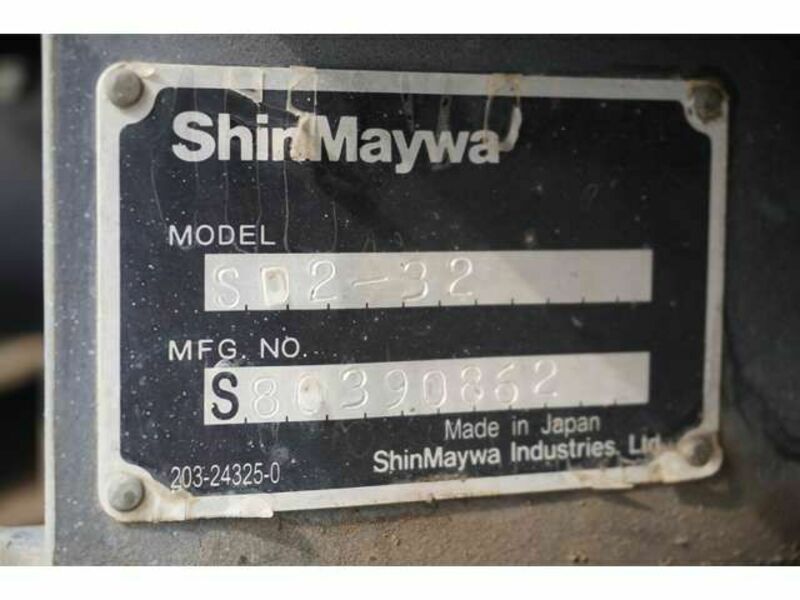 ShinMaywa
MODEL
SD2-32
MFG. NO.
S80390862
Made in Japan
ShinMaywa Industries, Ltd.
203-24325-0